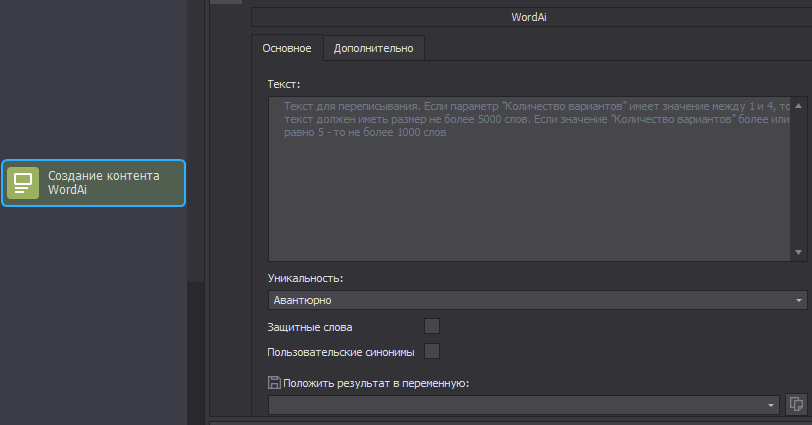 WordAi
Основное
Дополнительно
Текст:
Текст для переписывания. Если параметр "Количество вариантов" имеет значение между 1 и 4, то
текст должен иметь размер не более 5000 слов. Если значение "Количество вариантов" более или
равно 5 - то не более 1000 слов
Создание контента
WordAi
Уникальность:
Авантюрно
Защитные слова
Пользовательские синонимы
Положить результат в переменную: